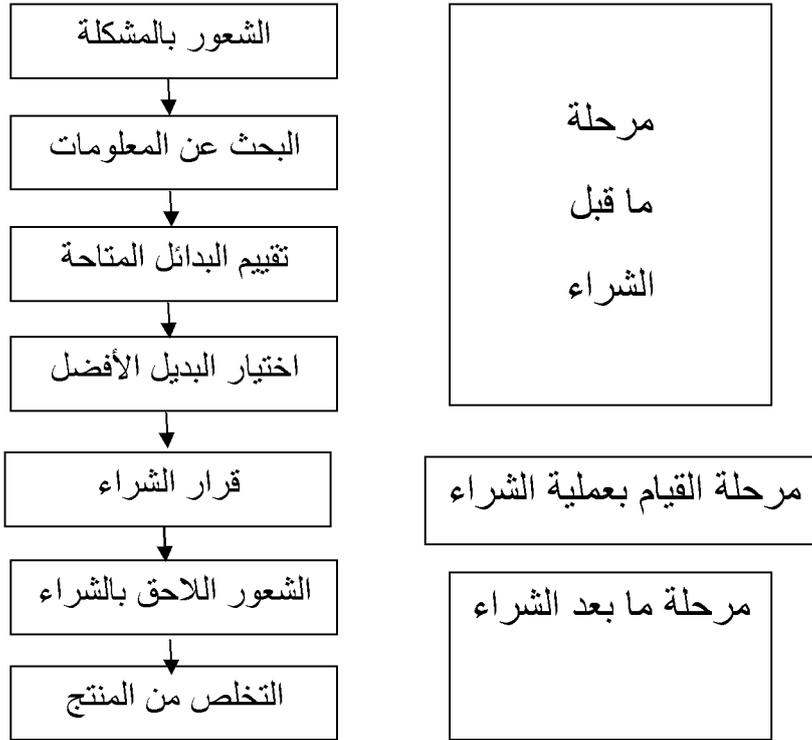 الشعور بالمشكلة
البحث عن المعلومات
تقييم البدائل المتاحة
اختيار البديل الأفضل
قرار الشراء
الشعور اللاحق بالشراء
التخلص من المنتج
مرحلة
ما قبل
الشراء
مرحلة القيام بعملية الشراء
مرحلة ما بعد الشراء